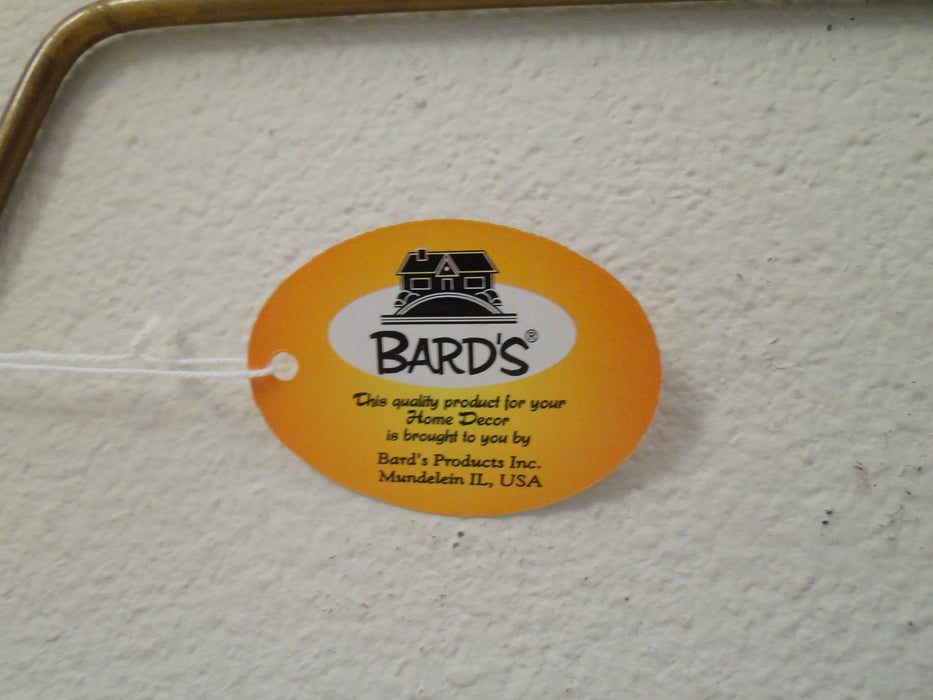 BARD'S®
This quality product for your
Home Decor
is brought to you by
Bard's Products Inc.
Mundelein IL, USA